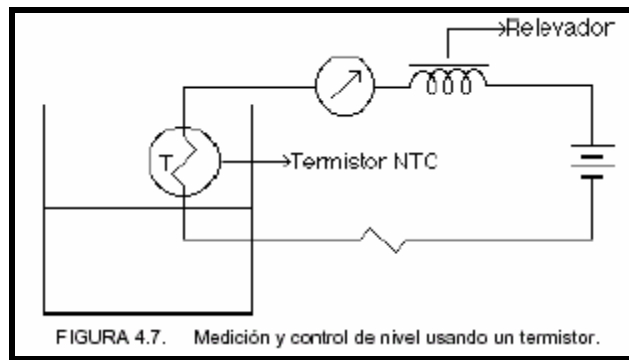 Relevador
T
Termistor NTC
FIGURA 4.7. Medición y control de nivel usando un termistor.